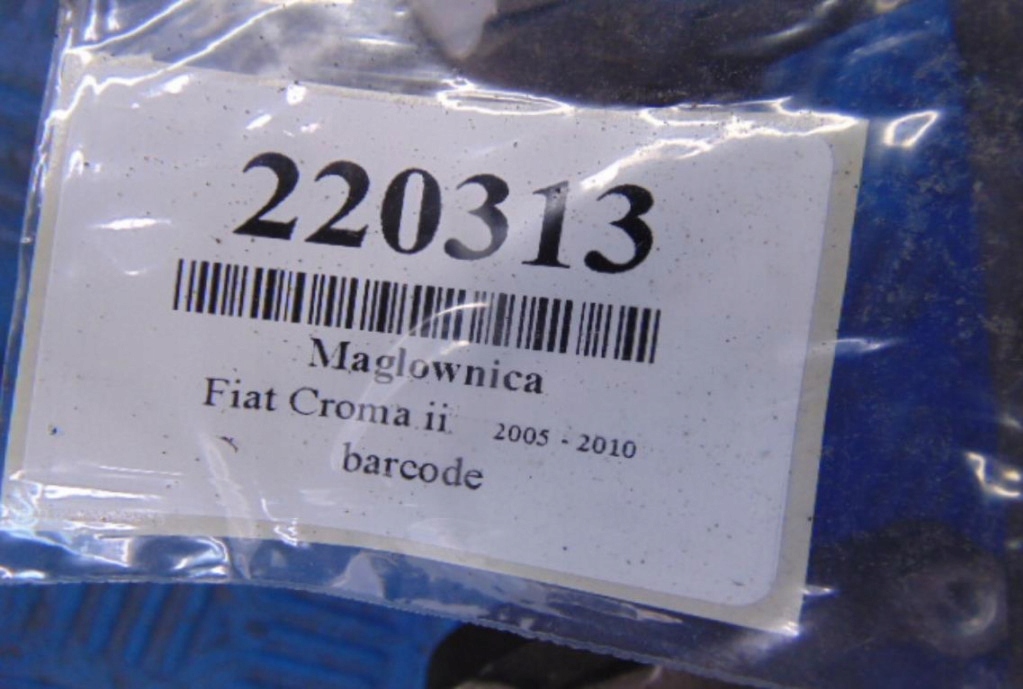 220313
Maglownica
Fiat Croma ii 2005 - 2010
barcode